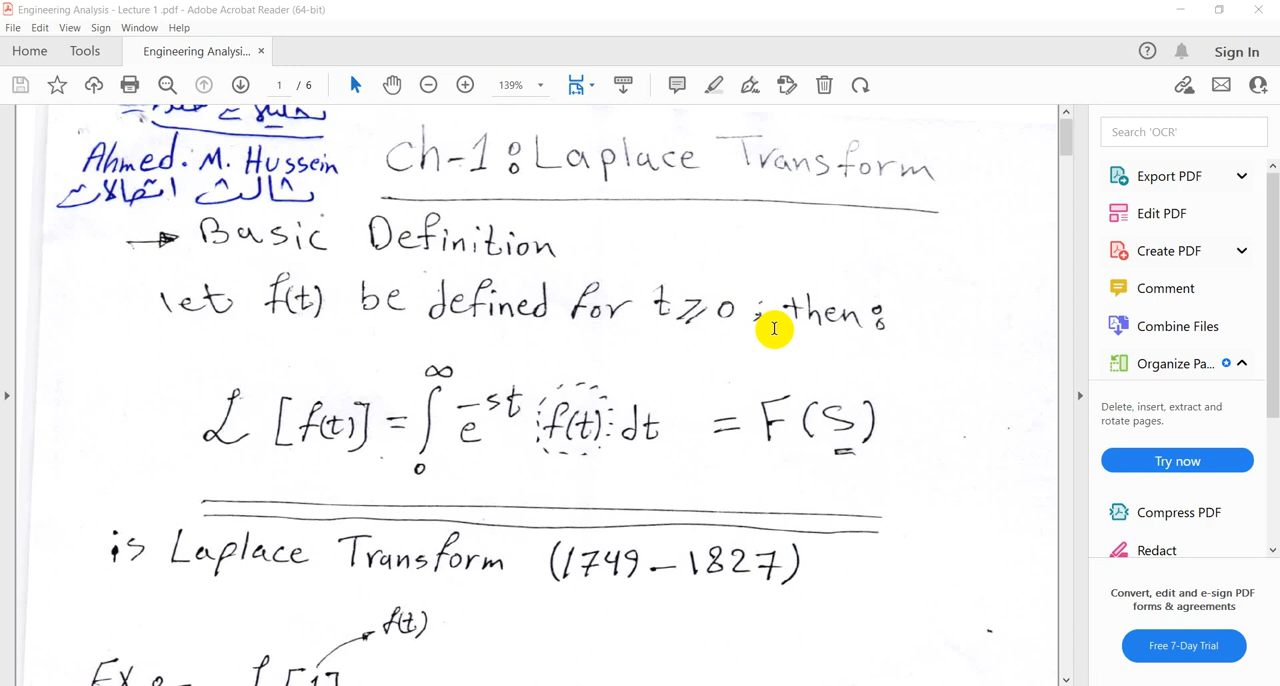 Engineering Analysis - Lecture 1 .pdf - Adobe Acrobat Reader (64-bit)
File Edit View Sign Window Help
Home Tools Engineering Analysi... × Sign In
1 / 6 139%
Ahmed. M. Hussein
ثالث اتصالات
Ch-1: Laplace Transform
→ Basic Definition
let f(t) be defined for t ≥ 0 ; then :
ℒ [f(t)] = ∫₀^∞ e^-st f(t) dt = F(S)
is Laplace Transform (1749 - 1827)
f(t)
Ex
Search 'OCR'
Export PDF
Edit PDF
Create PDF
Comment
Combine Files
Organize Pa...
Delete, insert, extract and
rotate pages.
Try now
Compress PDF
Redact
Convert, edit and e-sign PDF
forms & agreements
Free 7-Day Trial